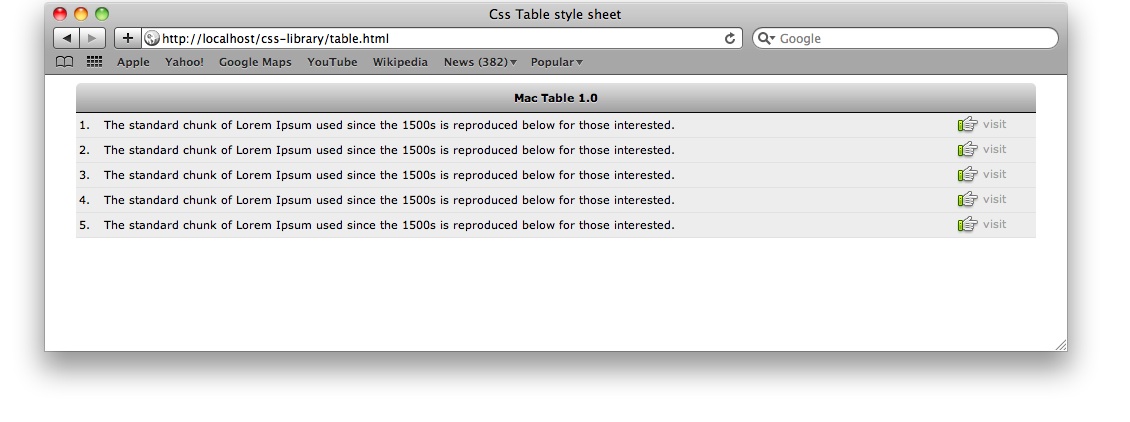 Css Table style sheet
http://localhost/css-library/table.html
Google
Apple Yahoo! Google Maps YouTube Wikipedia News (382) Popular
Mac Table 1.0
1. The standard chunk of Lorem Ipsum used since the 1500s is reproduced below for those interested. visit
2. The standard chunk of Lorem Ipsum used since the 1500s is reproduced below for those interested. visit
3. The standard chunk of Lorem Ipsum used since the 1500s is reproduced below for those interested. visit
4. The standard chunk of Lorem Ipsum used since the 1500s is reproduced below for those interested. visit
5. The standard chunk of Lorem Ipsum used since the 1500s is reproduced below for those interested. visit